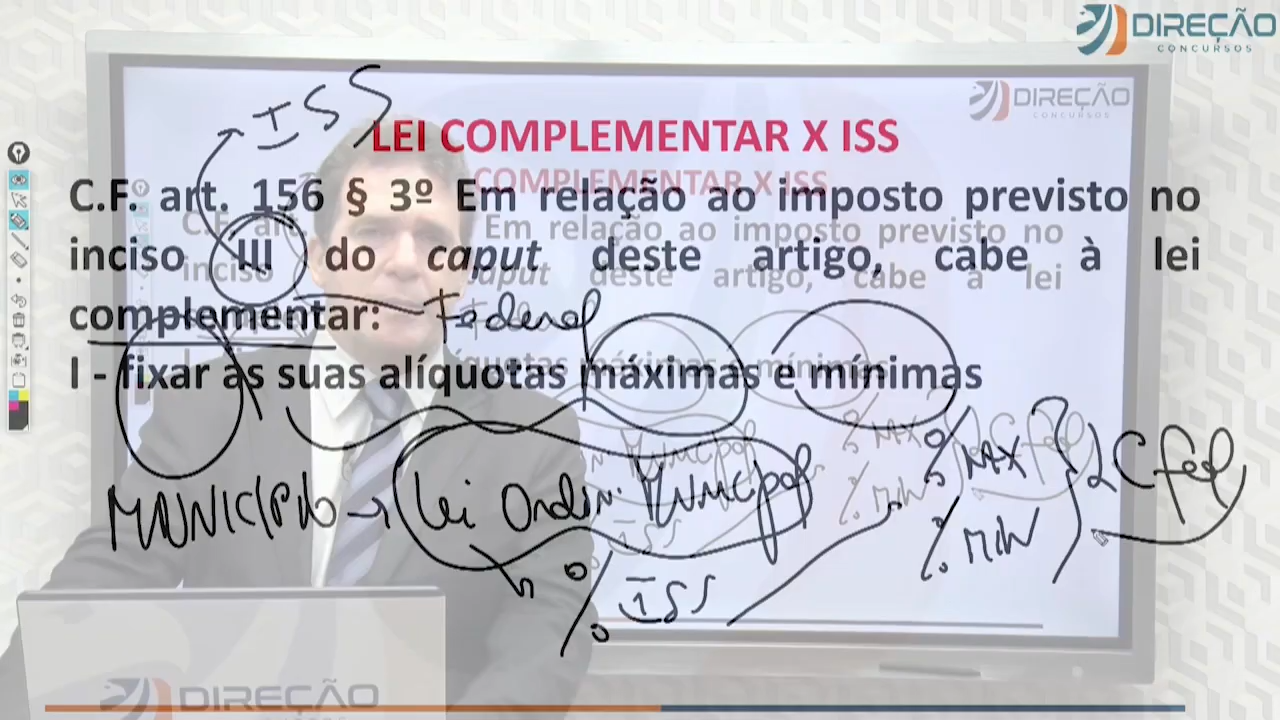 DIREÇÃO
CONCURSOS
ISS
DIREÇÃO
CONCURSOS
LEI COMPLEMENTAR X ISS
C.F. art. 156 § 3º Em relação ao imposto previsto no
inciso III do caput deste artigo, cabe à lei
complementar: Federal
I - fixar as suas alíquotas máximas e mínimas
MUNICÍPIO → Lei Ordin. Municipal
% MAX
% MIN
LC Fed
% ISS
DIREÇÃO